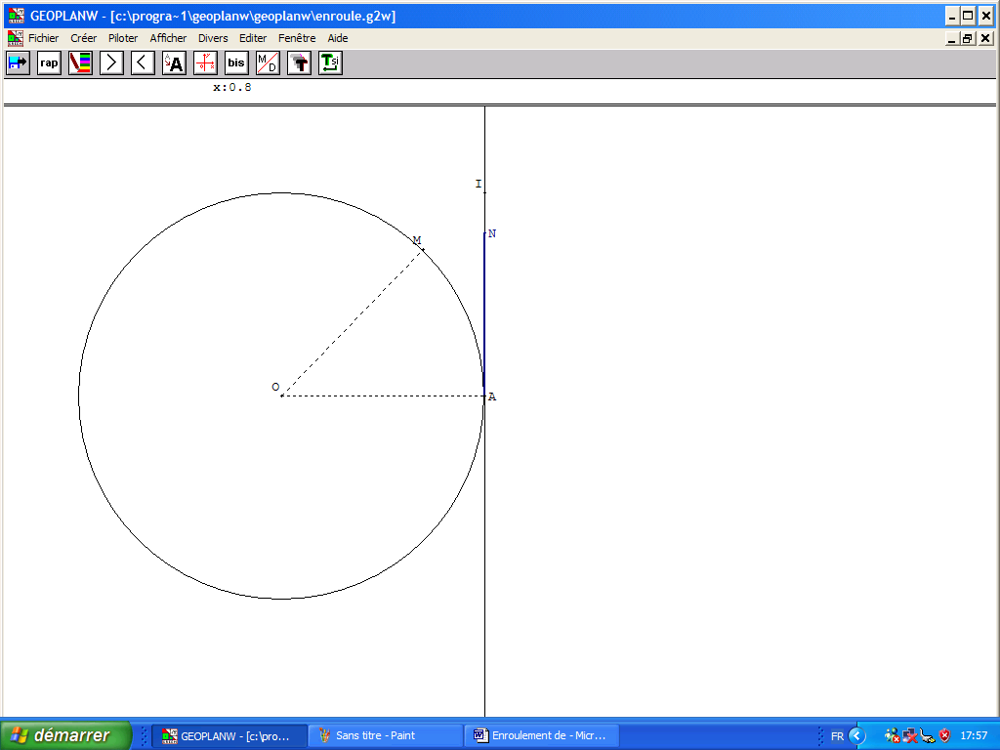 GEOPLANW - [c:\progra~1\geoplanw\geoplanw\enroule.g2w]
Fichier Créer Piloter Afficher Divers Editer Fenêtre Aide
rap A bis M/D T Tsi
x:0.8
I
N
M
O
A
démarrer GEOPLANW - [c:\pro... Sans titre - Paint Enroulement de - Micr... FR 17:57